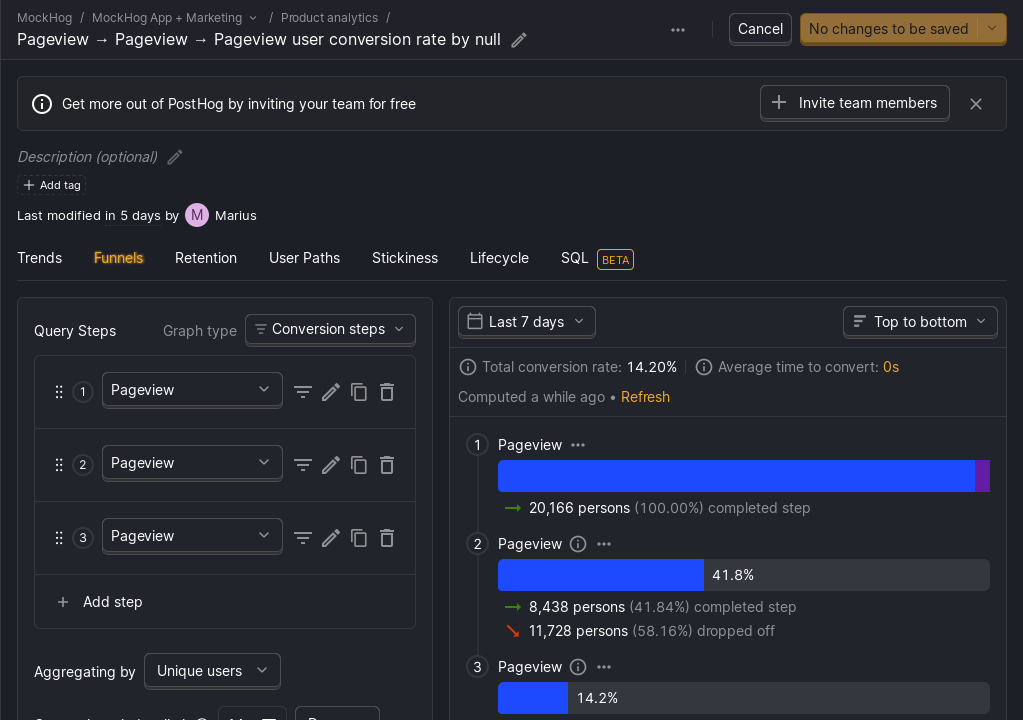 MockHog / MockHog App + Marketing / Product analytics /
Pageview → Pageview → Pageview user conversion rate by null
Cancel
No changes to be saved
Get more out of PostHog by inviting your team for free
Invite team members
Description (optional)
Add tag
Last modified in 5 days by M Marius
Trends Funnels Retention User Paths Stickiness Lifecycle SQL BETA
Query Steps Graph type Conversion steps
1 Pageview
2 Pageview
3 Pageview
Add step
Aggregating by Unique users
Last 7 days Top to bottom
Total conversion rate: 14.20% Average time to convert: 0s
Computed a while ago • Refresh
1 Pageview
20,166 persons (100.00%) completed step
2 Pageview
41.8%
8,438 persons (41.84%) completed step
11,728 persons (58.16%) dropped off
3 Pageview
14.2%